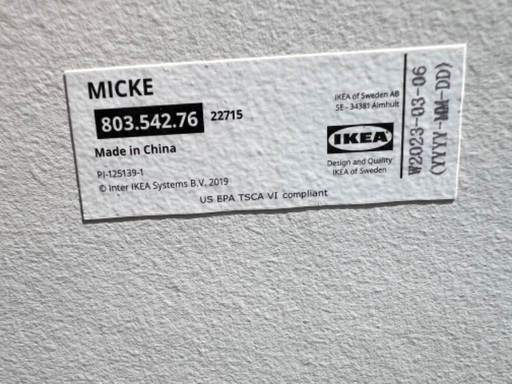 MICKE
803.542.76 22715
Made in China
PI-125139-1
© Inter IKEA Systems B.V. 2019
US EPA TSCA VI compliant
IKEA of Sweden AB
SE - 34381 Älmhult
IKEA
Design and Quality
IKEA of Sweden
W2023-03-06
(YYYY-MM-DD)